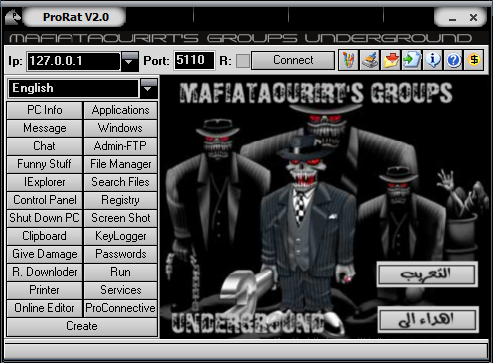 ProRat V2.0
MAFIATAOURIRT'S GROUPS UNDERGROUND
Ip: 127.0.0.1 Port: 5110 R: Connect
English
PC Info Applications
Message Windows
Chat Admin-FTP
Funny Stuff File Manager
IExplorer Search Files
Control Panel Registry
Shut Down PC Screen Shot
Clipboard KeyLogger
Give Damage Passwords
R. Downloder Run
Printer Services
Online Editor ProConnective
Create
MAFIATAOURIRT'S GROUPS
التعريب
اهداء الى
UNDERGROUND